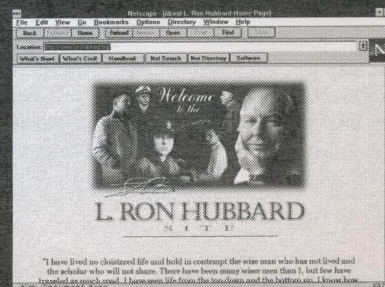 Netscape - [About L. Ron Hubbard Home Page]
File Edit View Go Bookmarks Options Directory Window Help
Back Home Reload Open Find
Location:
What's New! What's Cool! Handbook Net Search Net Directory Software
Welcome
to the
L. RON HUBBARD
SITE
"I have lived no cloistered life and hold in contempt the wise man who has not lived and
the scholar who will not share. There have been many wiser men than I, but few have
traveled as much road. I have seen life from the top down and the bottom up. I know how